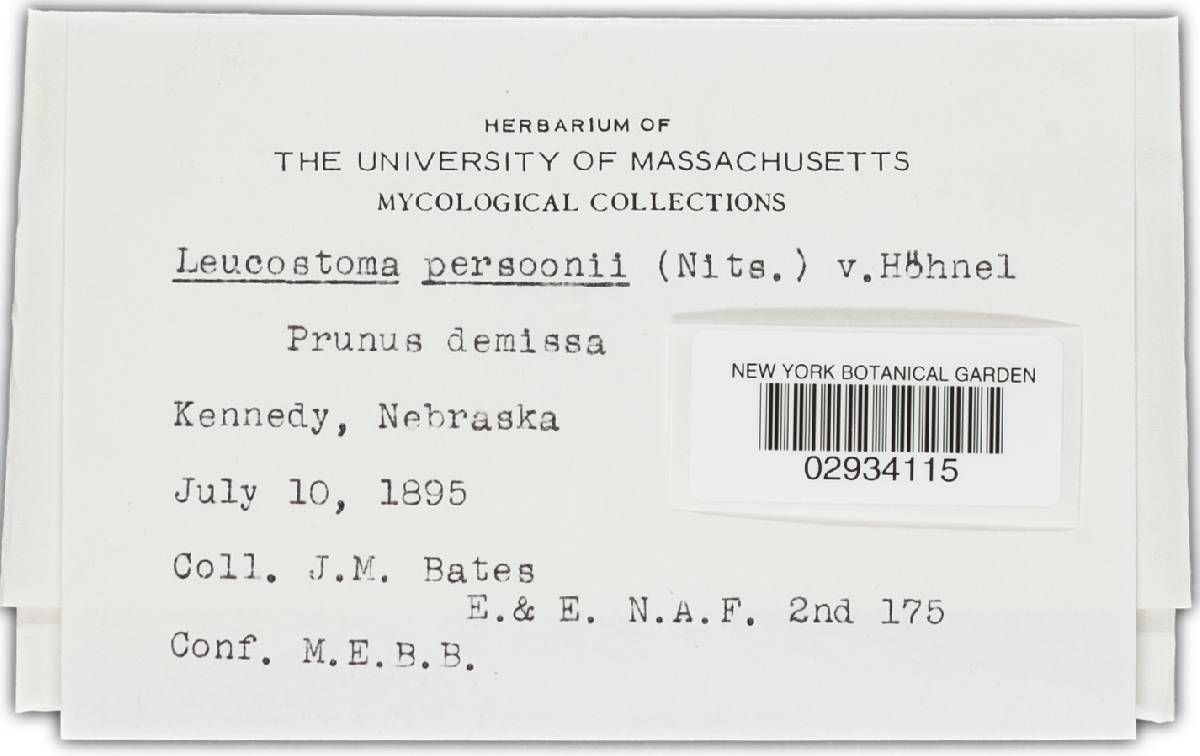 HERBARIUM OF
THE UNIVERSITY OF MASSACHUSETTS
MYCOLOGICAL COLLECTIONS
Leucostoma persoonii (Nits.) v.Höhnel
Prunus demissa
NEW YORK BOTANICAL GARDEN
02934115
Kennedy, Nebraska
July 10, 1895
Coll. J.M. Bates
E.& E. N.A.F. 2nd 175
Conf. M.E.B.B.